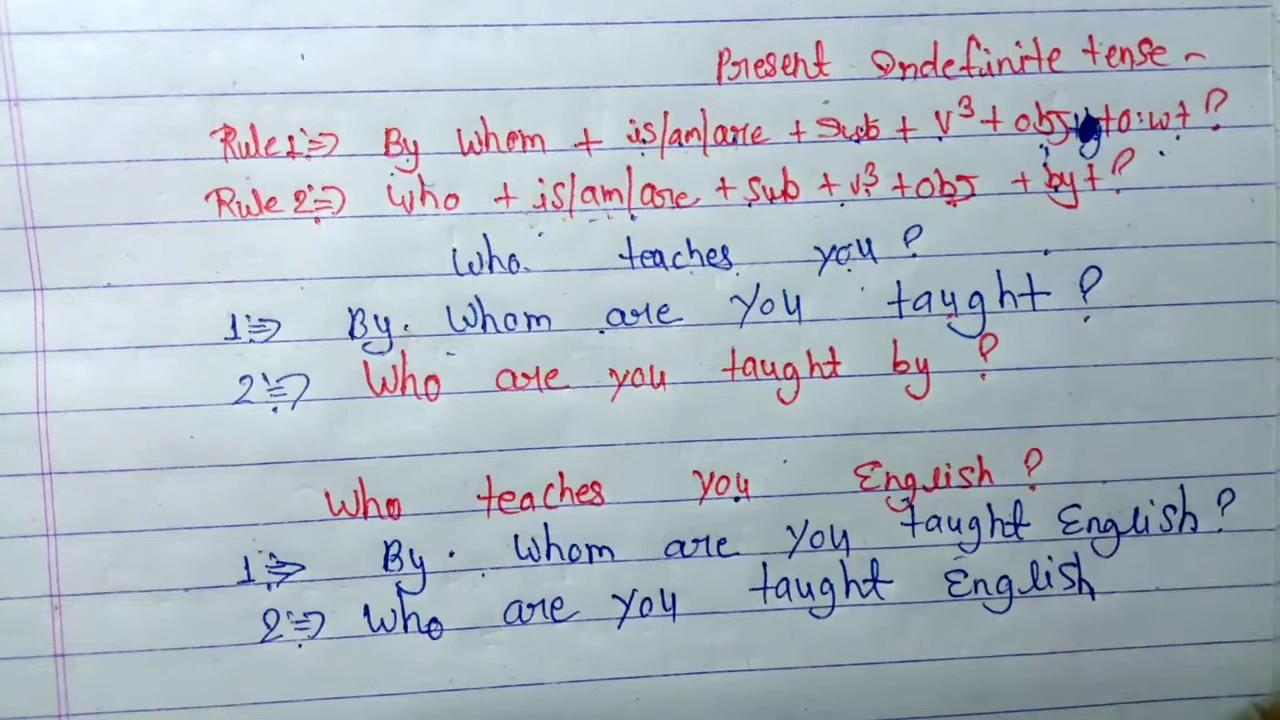 Present Indefinite tense -
Rule 1 ⇒ By whom + is/am/are + sub + v³ + obj + o.wt ?
Rule 2 ⇒ who + is/am/are + sub + v³ + obj + by + ?
Who teaches you ?
1 ⇒ By whom are you taught ?
2 ⇒ Who are you taught by ?
Who teaches you English ?
1 ⇒ By whom are you taught English ?
2 ⇒ who are you taught English